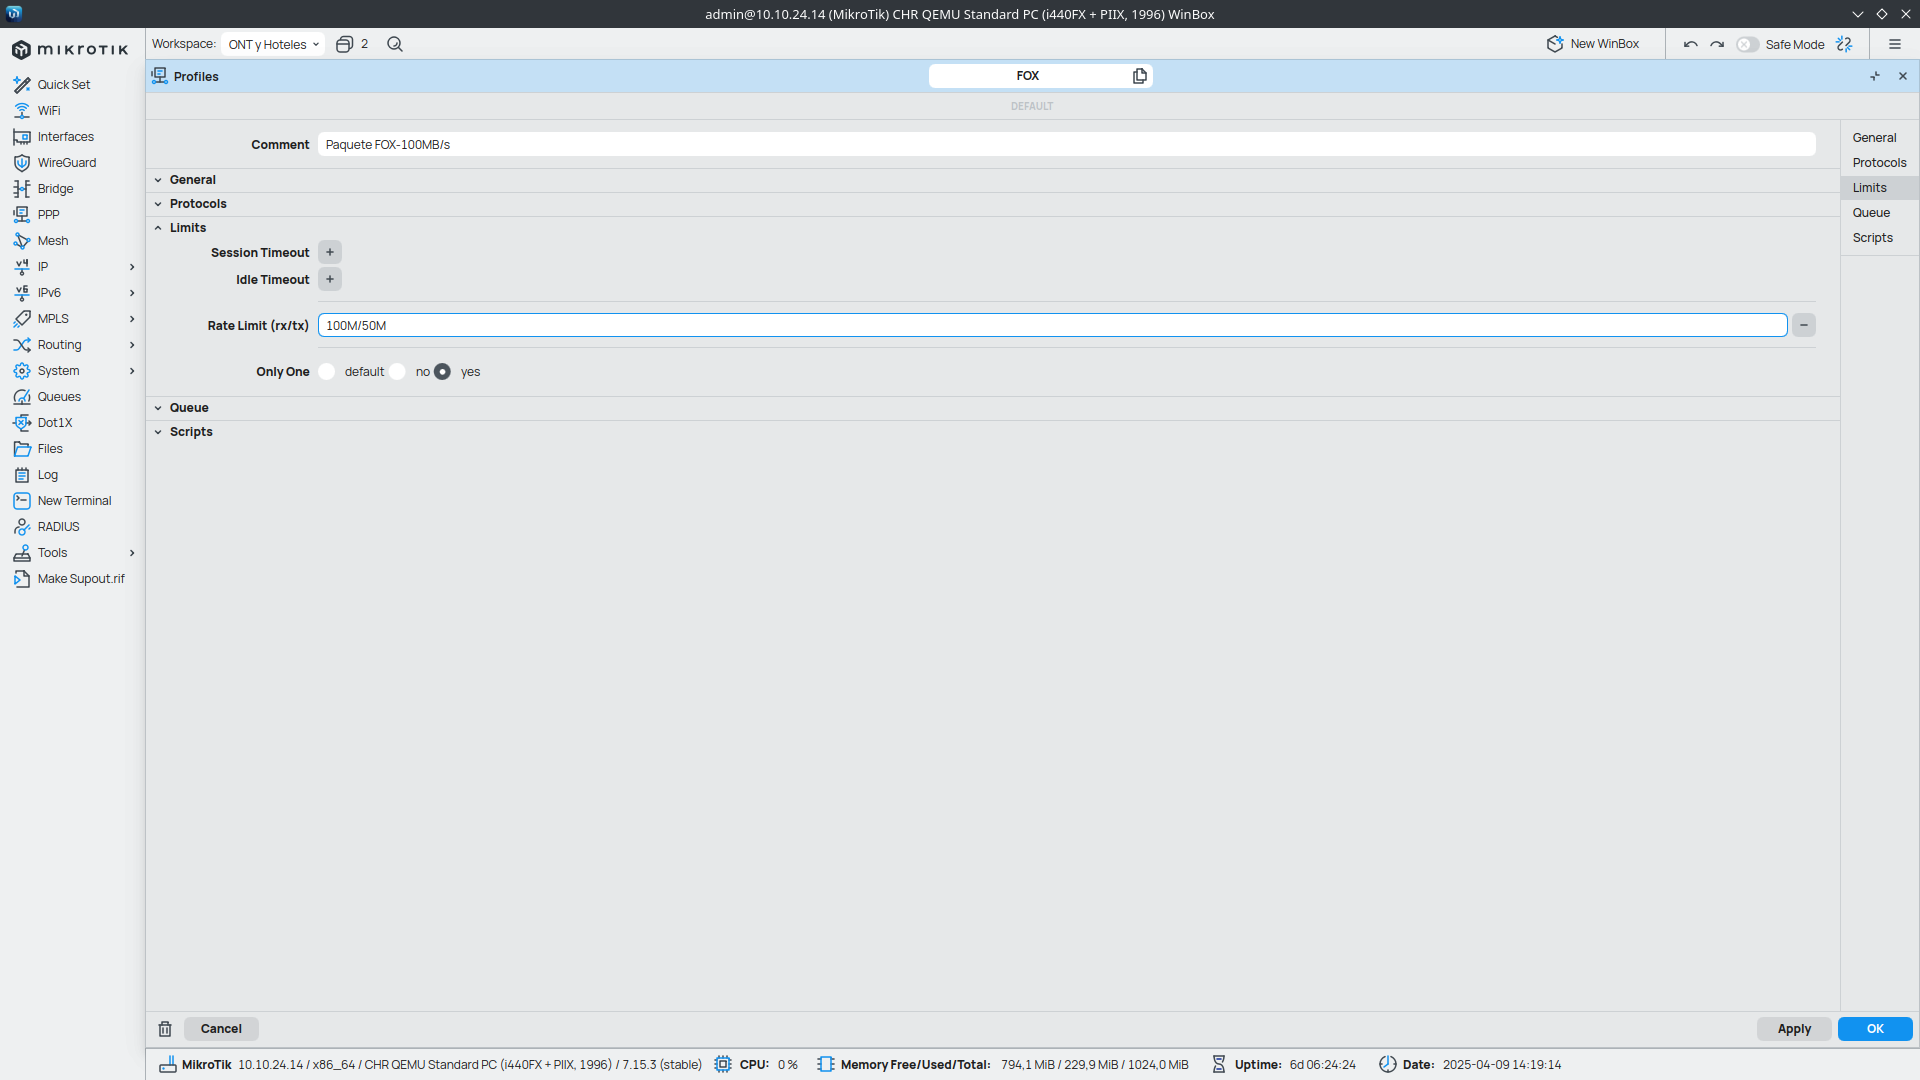 admin@10.10.24.14 (MikroTik) CHR QEMU Standard PC (i440FX + PIIX, 1996) WinBox
MIKROTIK
Workspace: ONT y Hoteles 2 New WinBox Safe Mode
Profiles FOX
DEFAULT
Quick Set
WiFi
Interfaces
WireGuard
Bridge
PPP
Mesh
IP
IPv6
MPLS
Routing
System
Queues
Dot1X
Files
Log
New Terminal
RADIUS
Tools
Make Supout.rif
Comment Paquete FOX-100MB/s
General
Protocols
Limits
Session Timeout +
Idle Timeout +
Rate Limit (rx/tx) 100M/50M −
Only One default no yes
Queue
Scripts
General
Protocols
Limits
Queue
Scripts
Cancel Apply OK
MikroTik 10.10.24.14 / x86_64 / CHR QEMU Standard PC (i440FX + PIIX, 1996) / 7.15.3 (stable) CPU: 0 % Memory Free/Used/Total: 794,1 MiB / 229,9 MiB / 1024,0 MiB Uptime: 6d 06:24:24 Date: 2025-04-09 14:19:14